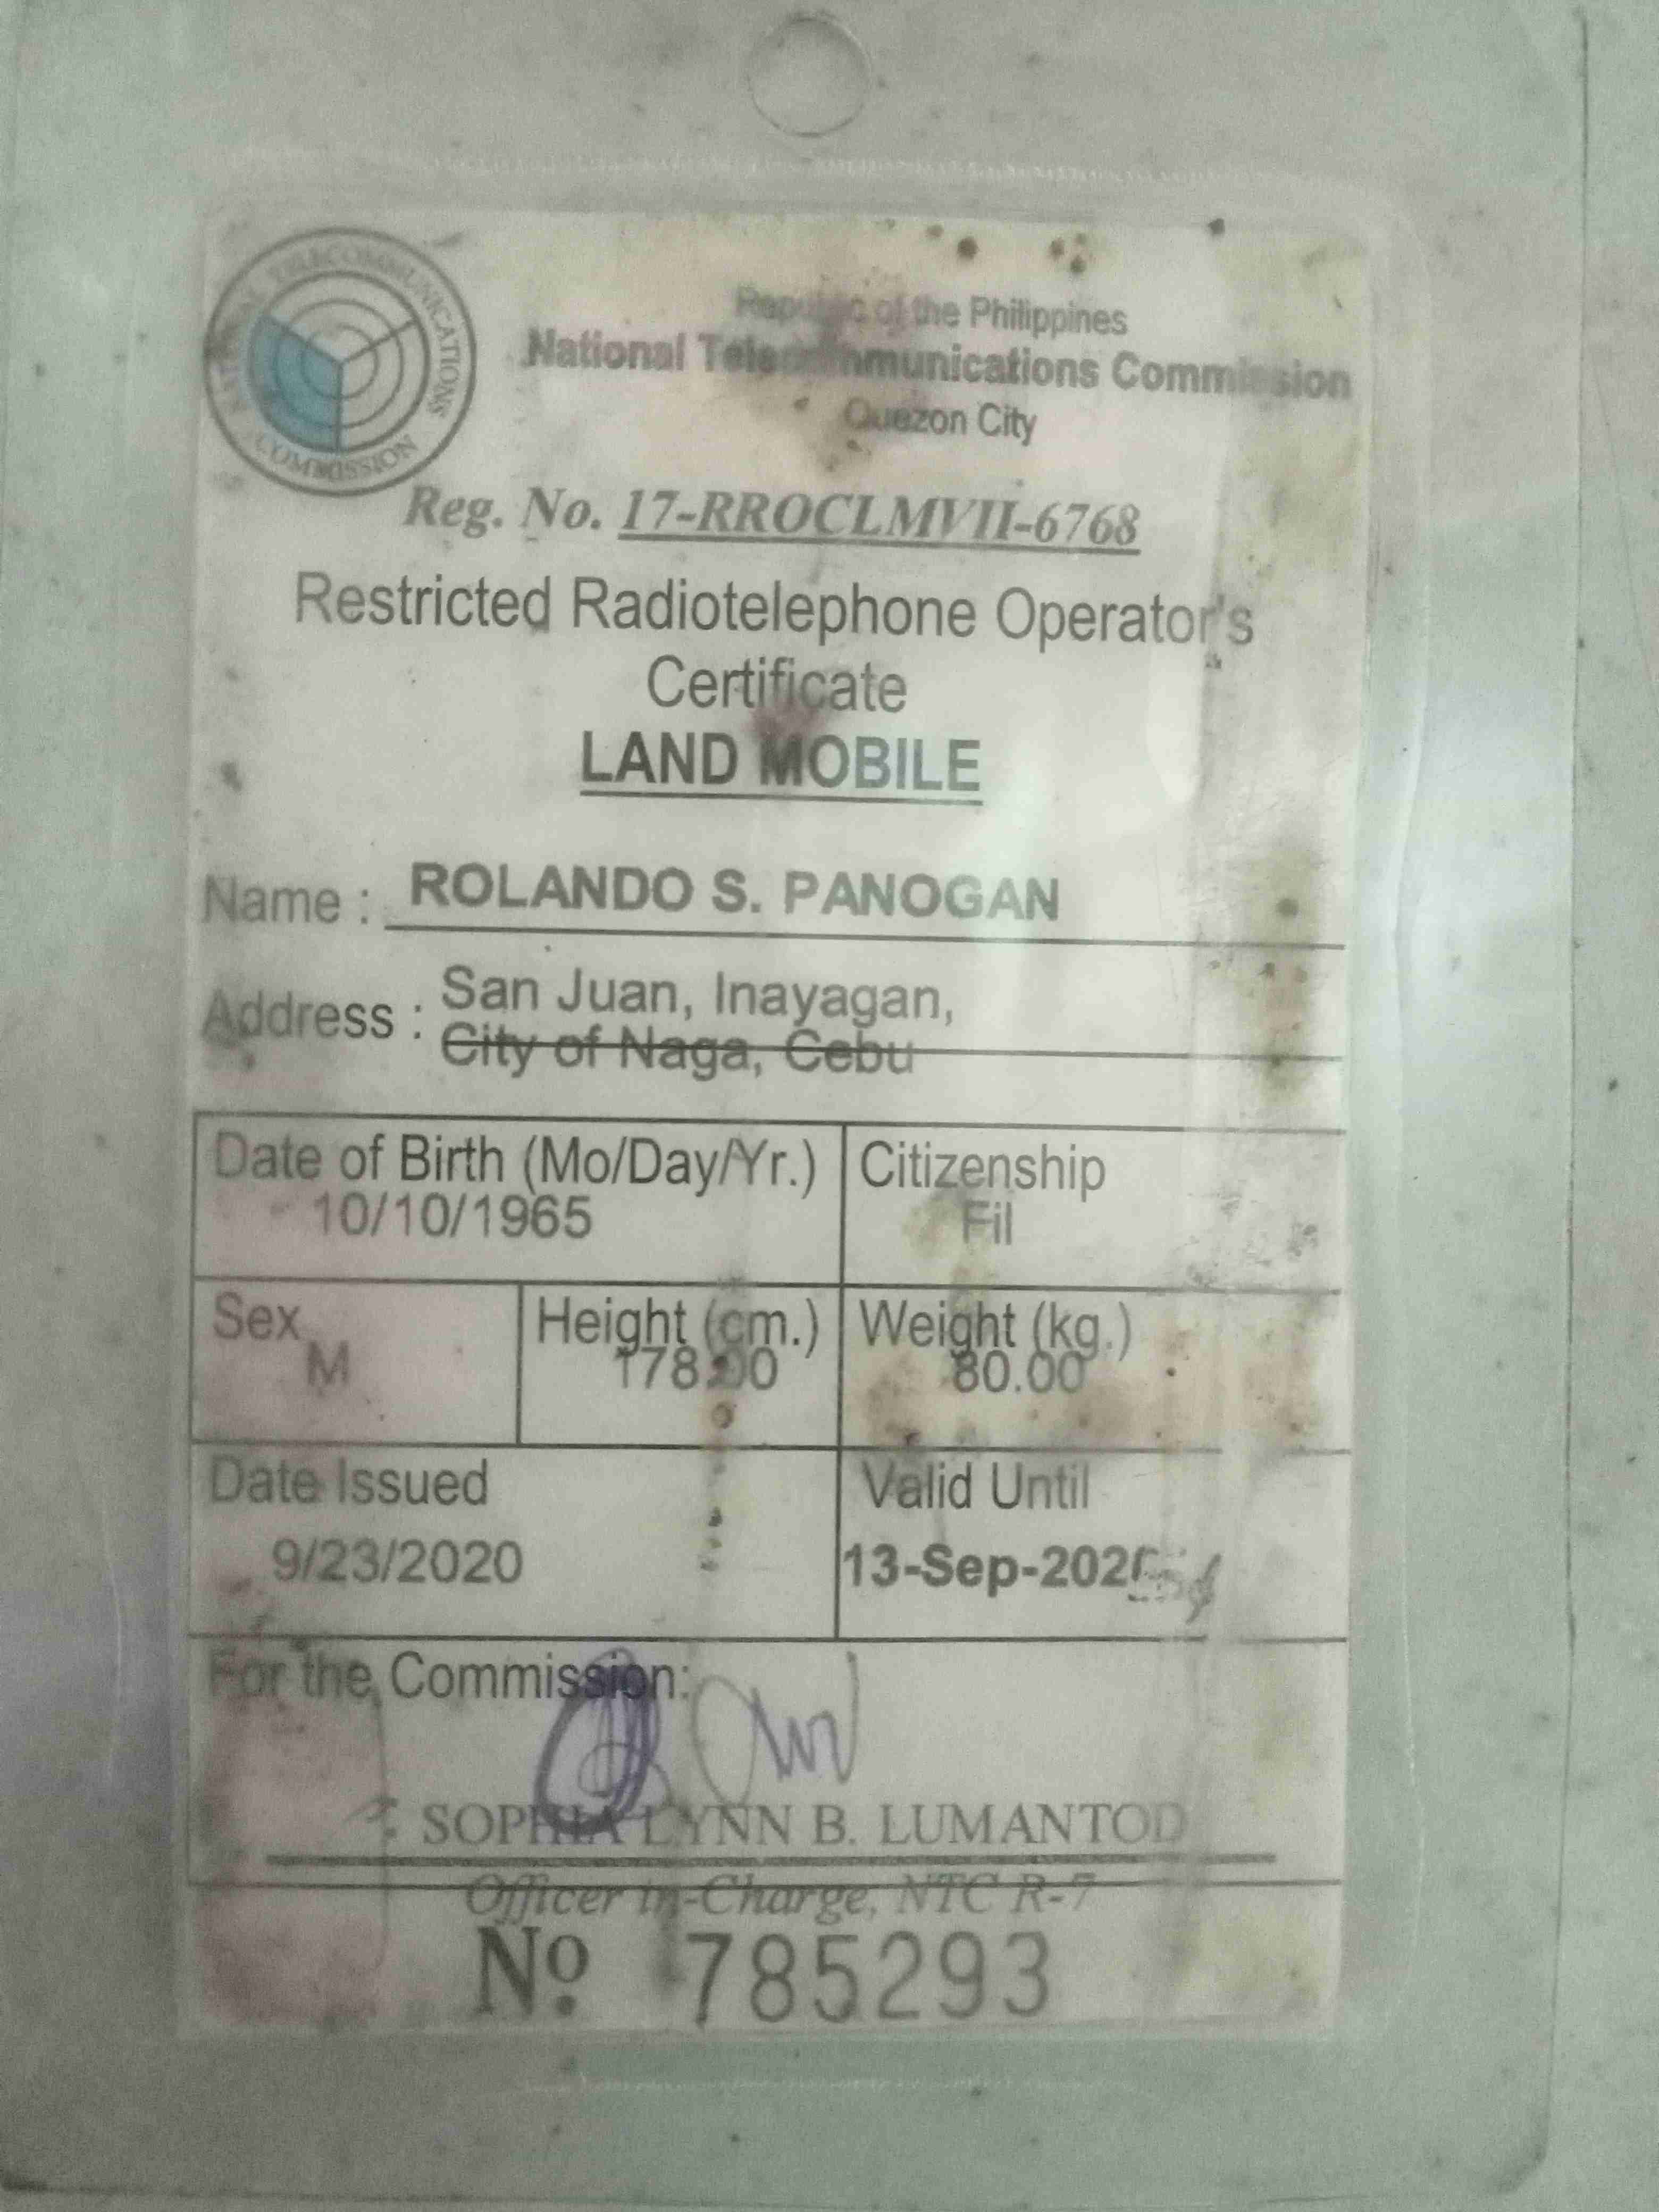 NATIONAL TELECOMMUNICATIONS COMMISSION
Republic of the Philippines
National Telecommunications Commission
Quezon City
Reg. No. 17-RROCLMVII-6768
Restricted Radiotelephone Operator's
Certificate
LAND MOBILE
Name : ROLANDO S. PANOGAN
Address : San Juan, Inayagan,
City of Naga, Cebu
Date of Birth (Mo/Day/Yr.) Citizenship
10/10/1965 Fil
Sex Height (cm.) Weight (kg.)
M 178.00 80.00
Date Issued Valid Until
9/23/2020
13-Sep-
For the Commission:
SOPHIA LYNN B. LUMANTOD
Officer in-Charge, NTC R-7
No 785293